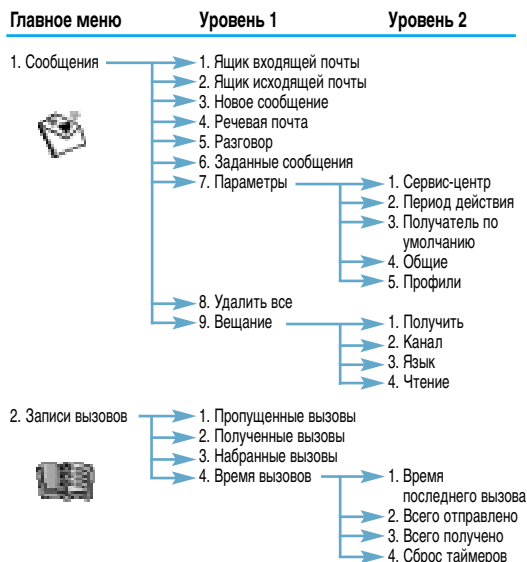 Главное меню Уровень 1 Уровень 2
1. Сообщения 1. Ящик входящей почты
2. Ящик исходящей почты
3. Новое сообщение
4. Речевая почта
5. Разговор
6. Заданные сообщения
7. Параметры 1. Сервис-центр
2. Период действия
3. Получатель по
умолчанию
4. Общие
5. Профили
8. Удалить все
9. Вещание 1. Получить
2. Канал
3. Язык
4. Чтение
2. Записи вызовов 1. Пропущенные вызовы
2. Полученные вызовы
3. Набранные вызовы
4. Время вызовов 1. Время
последнего вызова
2. Всего отправлено
3. Всего получено
4. Сброс таймеров